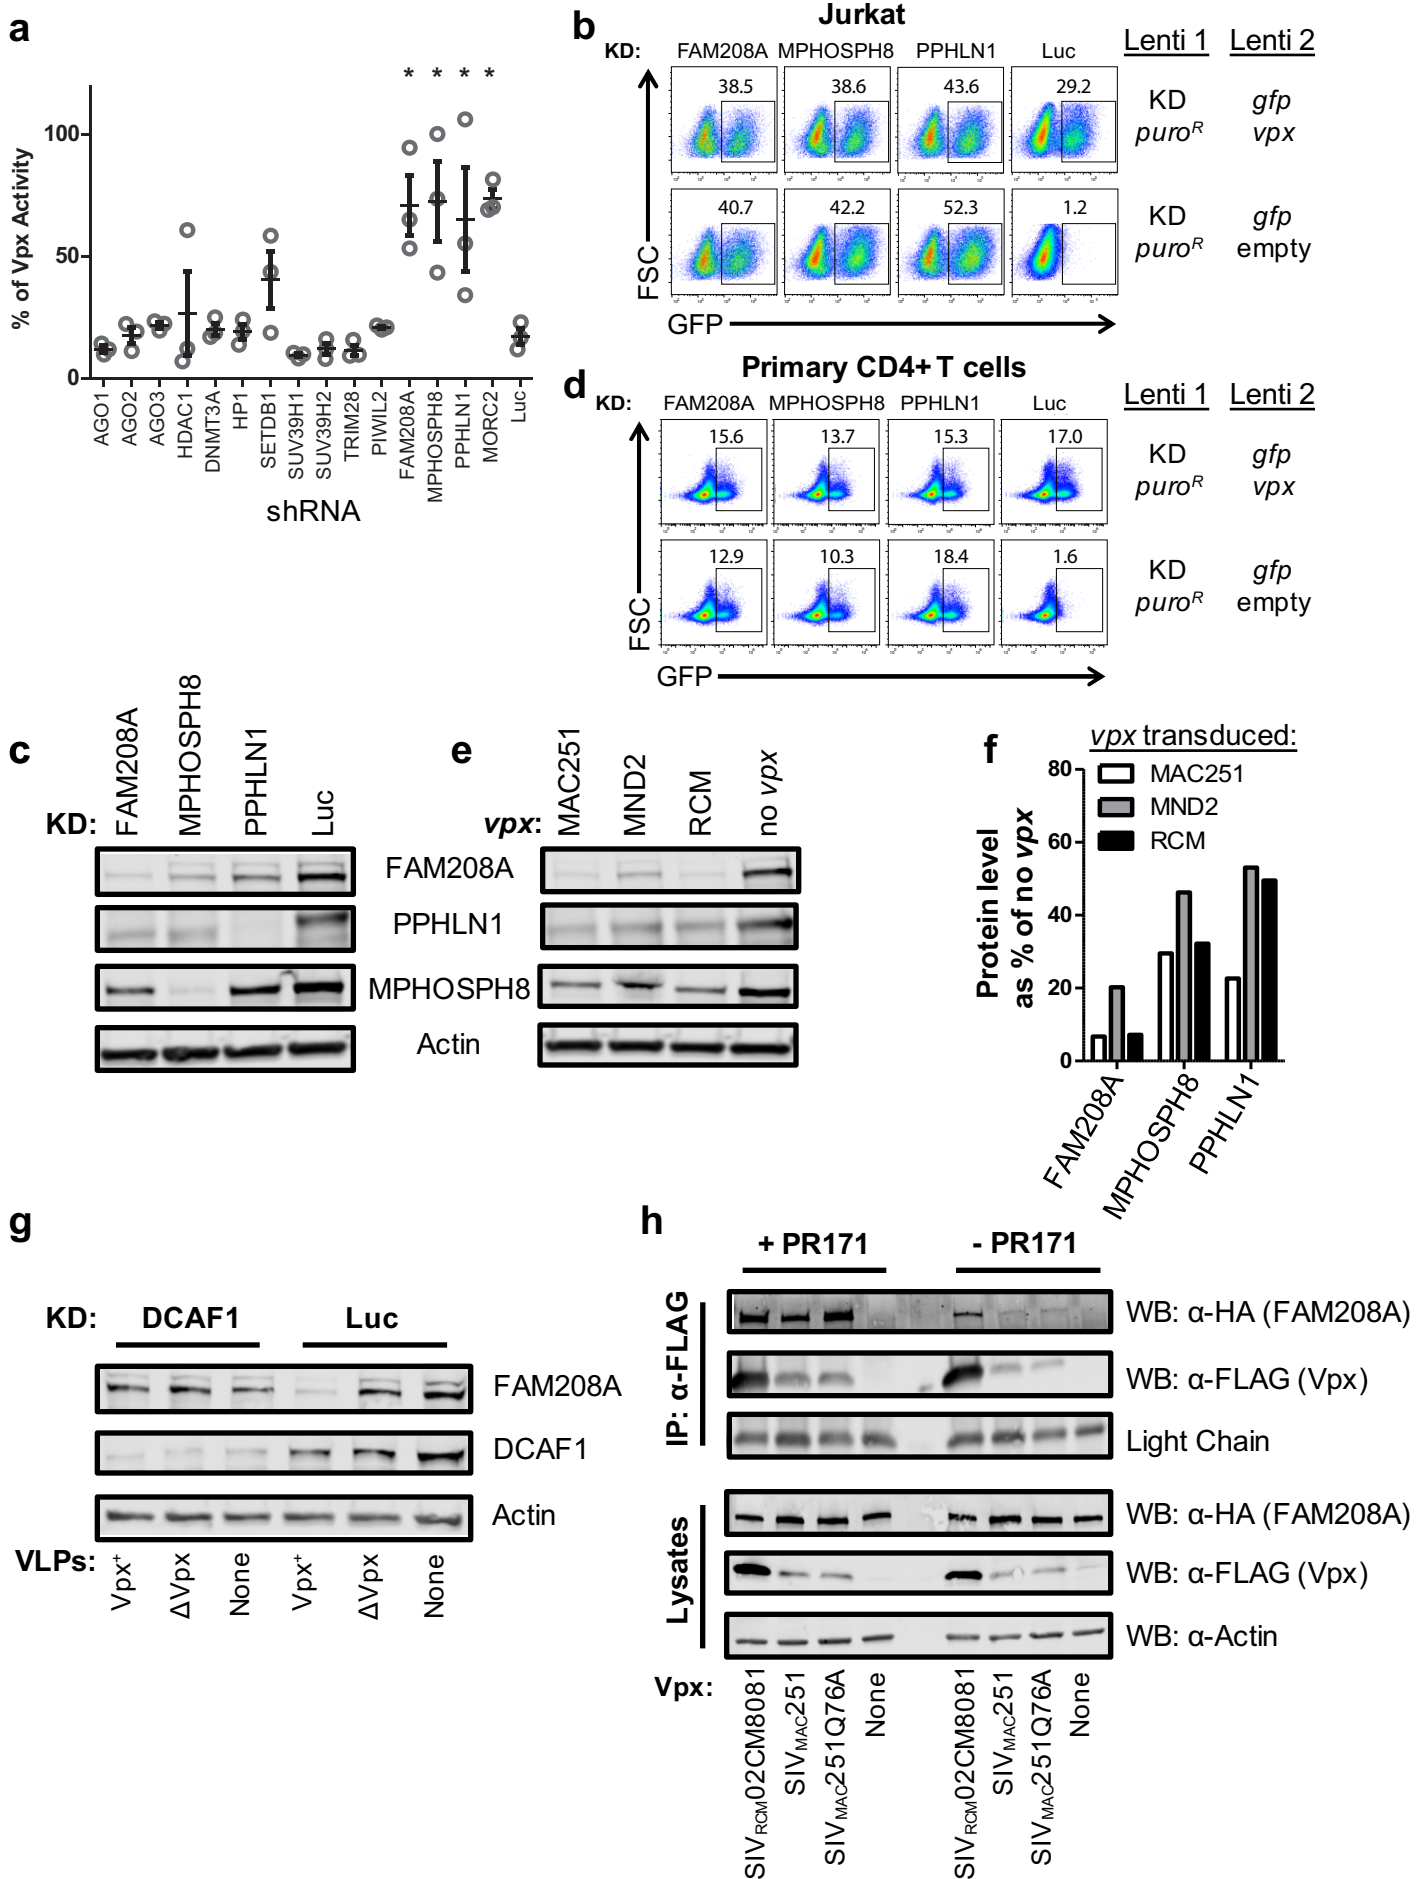 a
% of Vpx Activity
100
50
0
* * * *
AGO1
AGO2
AGO3
HDAC1
DNMT3A
HP1
SETDB1
SUV39H1
SUV39H2
TRIM28
PIWIL2
FAM208A
MPHOSPH8
PPHLN1
MORC2
Luc
shRNA
b
Jurkat
KD: FAM208A MPHOSPH8 PPHLN1 Luc
Lenti 1 Lenti 2
38.5 38.6 43.6 29.2
KD gfp
puroR vpx
40.7 42.2 52.3 1.2
KD gfp
puroR empty
FSC
GFP
d
Primary CD4+ T cells
KD: FAM208A MPHOSPH8 PPHLN1 Luc
Lenti 1 Lenti 2
15.6 13.7 15.3 17.0
KD gfp
puroR vpx
12.9 10.3 18.4 1.6
KD gfp
puroR empty
FSC
GFP
c
KD: FAM208A MPHOSPH8 PPHLN1 Luc
e
vpx: MAC251 MND2 RCM no vpx
FAM208A
PPHLN1
MPHOSPH8
Actin
f
vpx transduced:
MAC251
MND2
RCM
Protein level
as % of no vpx
80
60
40
20
0
FAM208A
MPHOSPH8
PPHLN1
g
KD: DCAF1 Luc
FAM208A
DCAF1
Actin
VLPs: Vpx+ ΔVpx None Vpx+ ΔVpx None
h
+ PR171 - PR171
IP: α-FLAG
WB: α-HA (FAM208A)
WB: α-FLAG (Vpx)
Light Chain
Lysates
WB: α-HA (FAM208A)
WB: α-FLAG (Vpx)
WB: α-Actin
Vpx:
SIVRCM02CM8081
SIVMAC251
SIVMAC251Q76A
None
SIVRCM02CM8081
SIVMAC251
SIVMAC251Q76A
None